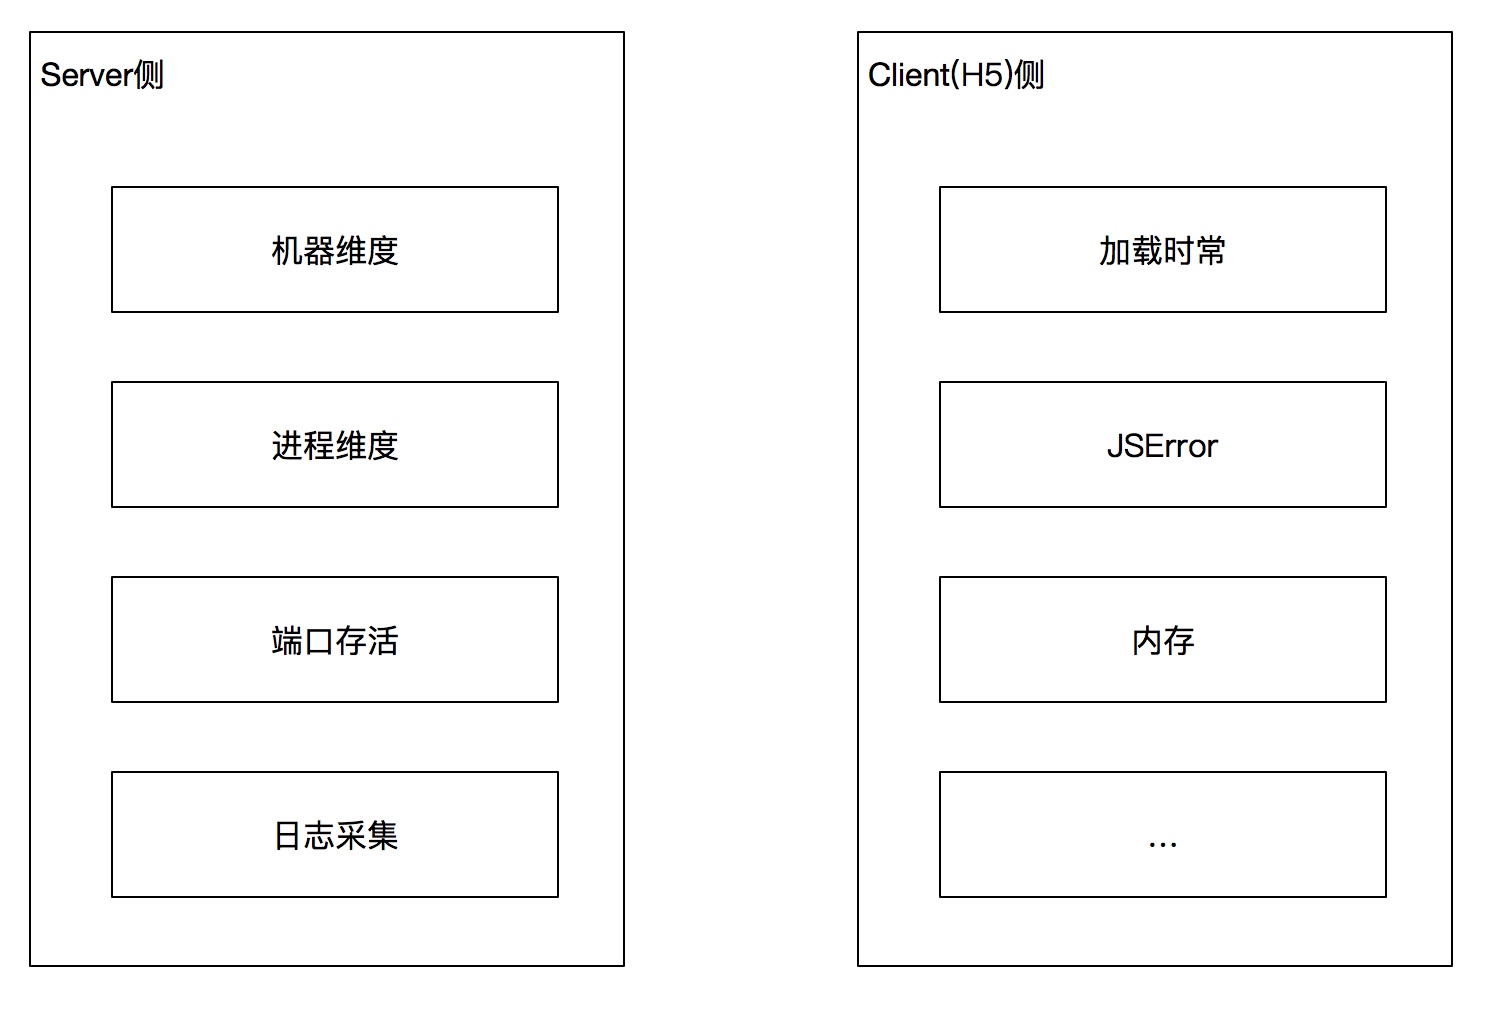 Server侧
机器维度
进程维度
端口存活
日志采集
Client(H5)侧
加载时常
JSError
内存
...